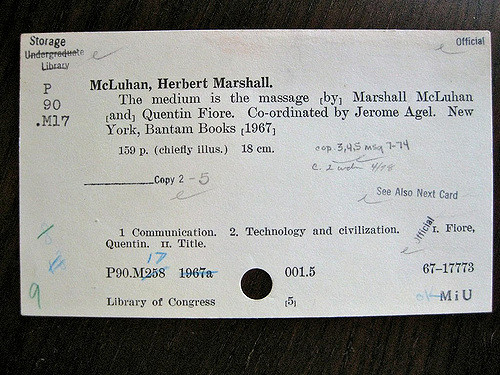 Storage
Official
Undergraduate
Library
P
90
.M17
McLuhan, Herbert Marshall.
The medium is the massage [by] Marshall McLuhan
[and] Quentin Fiore. Co-ordinated by Jerome Agel. New
York, Bantam Books [1967]
159 p. (chiefly illus.) 18 cm.
cop. 3,4,5 msg 7-74
c. 2 wdn 4/78
Copy 2 - 5
See Also Next Card
Official
1 Communication. 2. Technology and civilization. I. Fiore,
Quentin. II. Title.
17
P90.M258 1967a
001.5
67-17773
9
Library of Congress
[5]
MiU